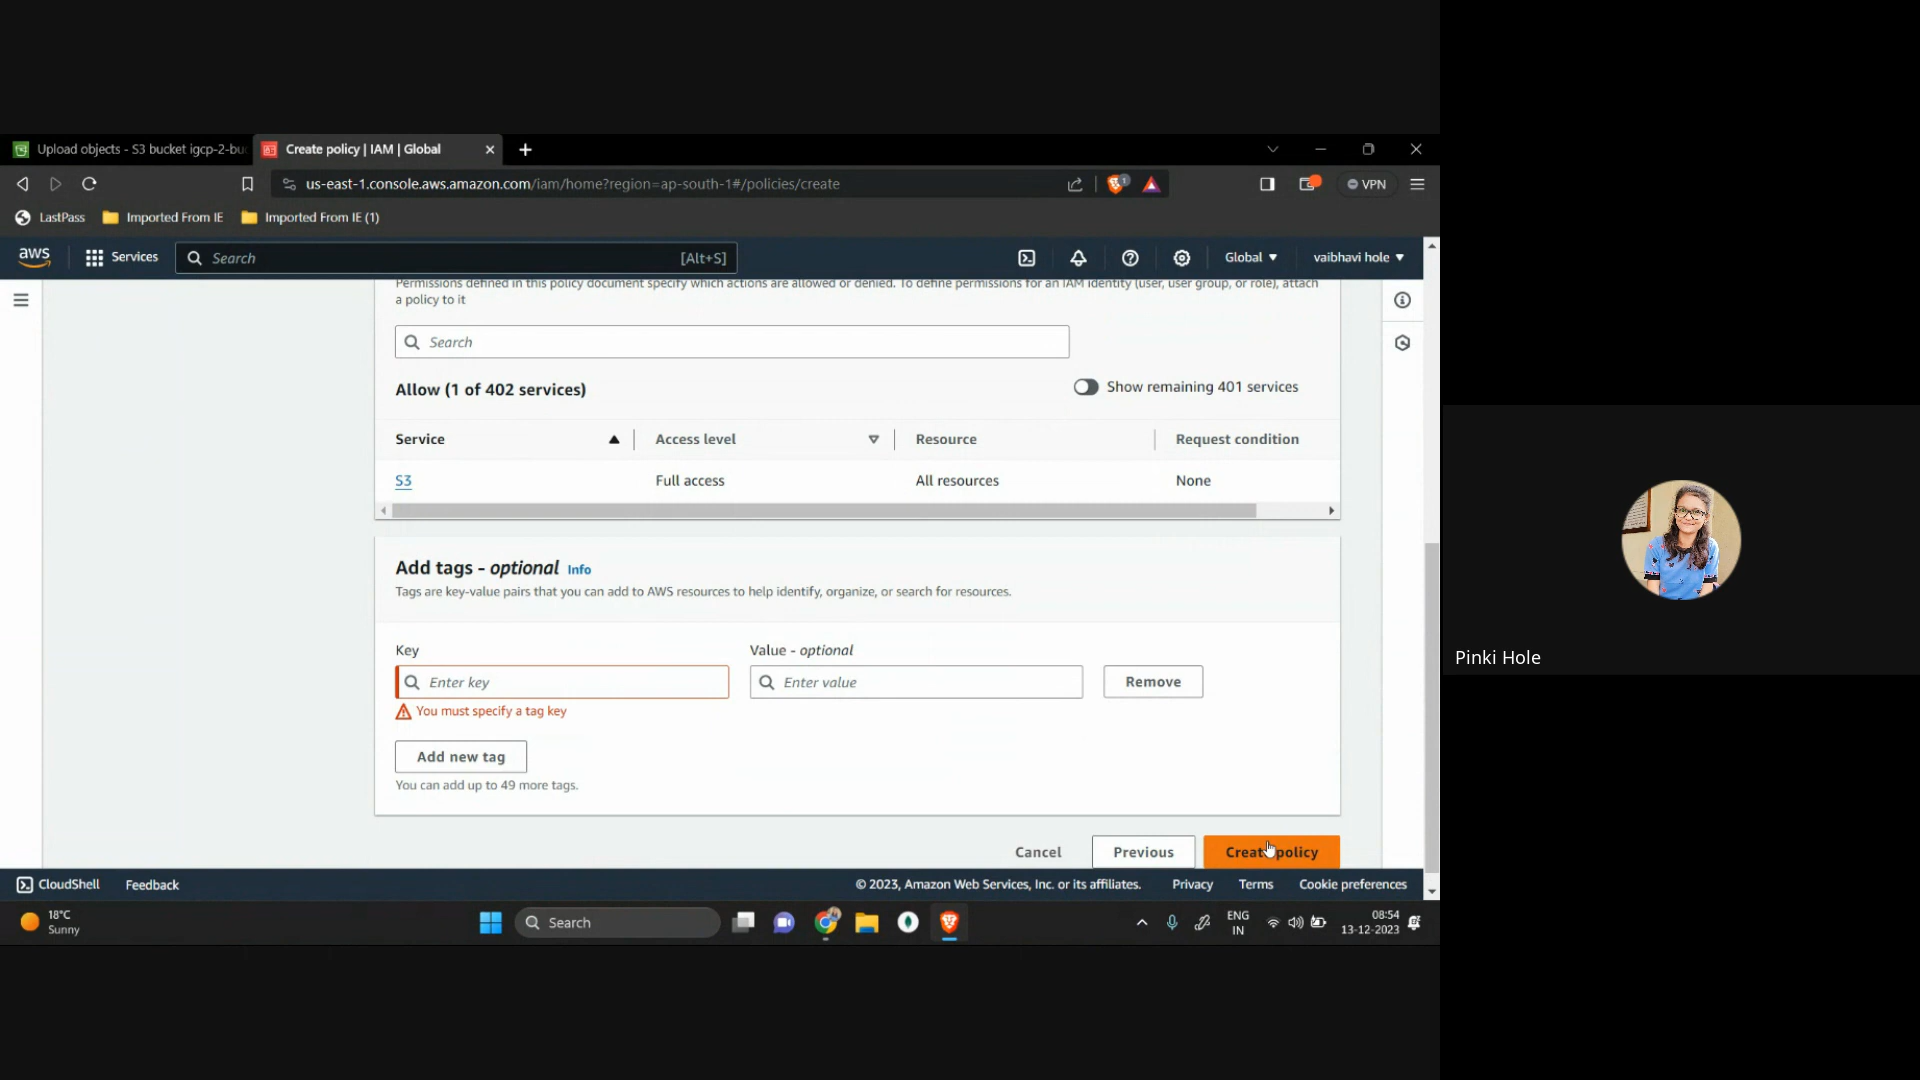 Upload objects - S3 bucket igcp-2-bu
Create policy | IAM | Global
us-east-1.console.aws.amazon.com/iam/home?region=ap-south-1#/policies/create
VPN
LastPass
Imported From IE
Imported From IE (1)
aws
Services
Search
[Alt+S]
Global
vaibhavi hole
Permissions defined in this policy document specify which actions are allowed or denied. To define permissions for an IAM identity (user, user group, or role), attach
a policy to it
Search
Allow (1 of 402 services)
Show remaining 401 services
Service
Access level
Resource
Request condition
S3
Full access
All resources
None
Add tags - optional Info
Tags are key-value pairs that you can add to AWS resources to help identify, organize, or search for resources.
Key
Value - optional
Enter key
Enter value
Remove
You must specify a tag key
Add new tag
You can add up to 49 more tags.
Cancel
Previous
Create policy
CloudShell
Feedback
© 2023, Amazon Web Services, Inc. or its affiliates.
Privacy
Terms
Cookie preferences
18°C
Sunny
Search
ENG
IN
08:54
13-12-2023
Pinki Hole